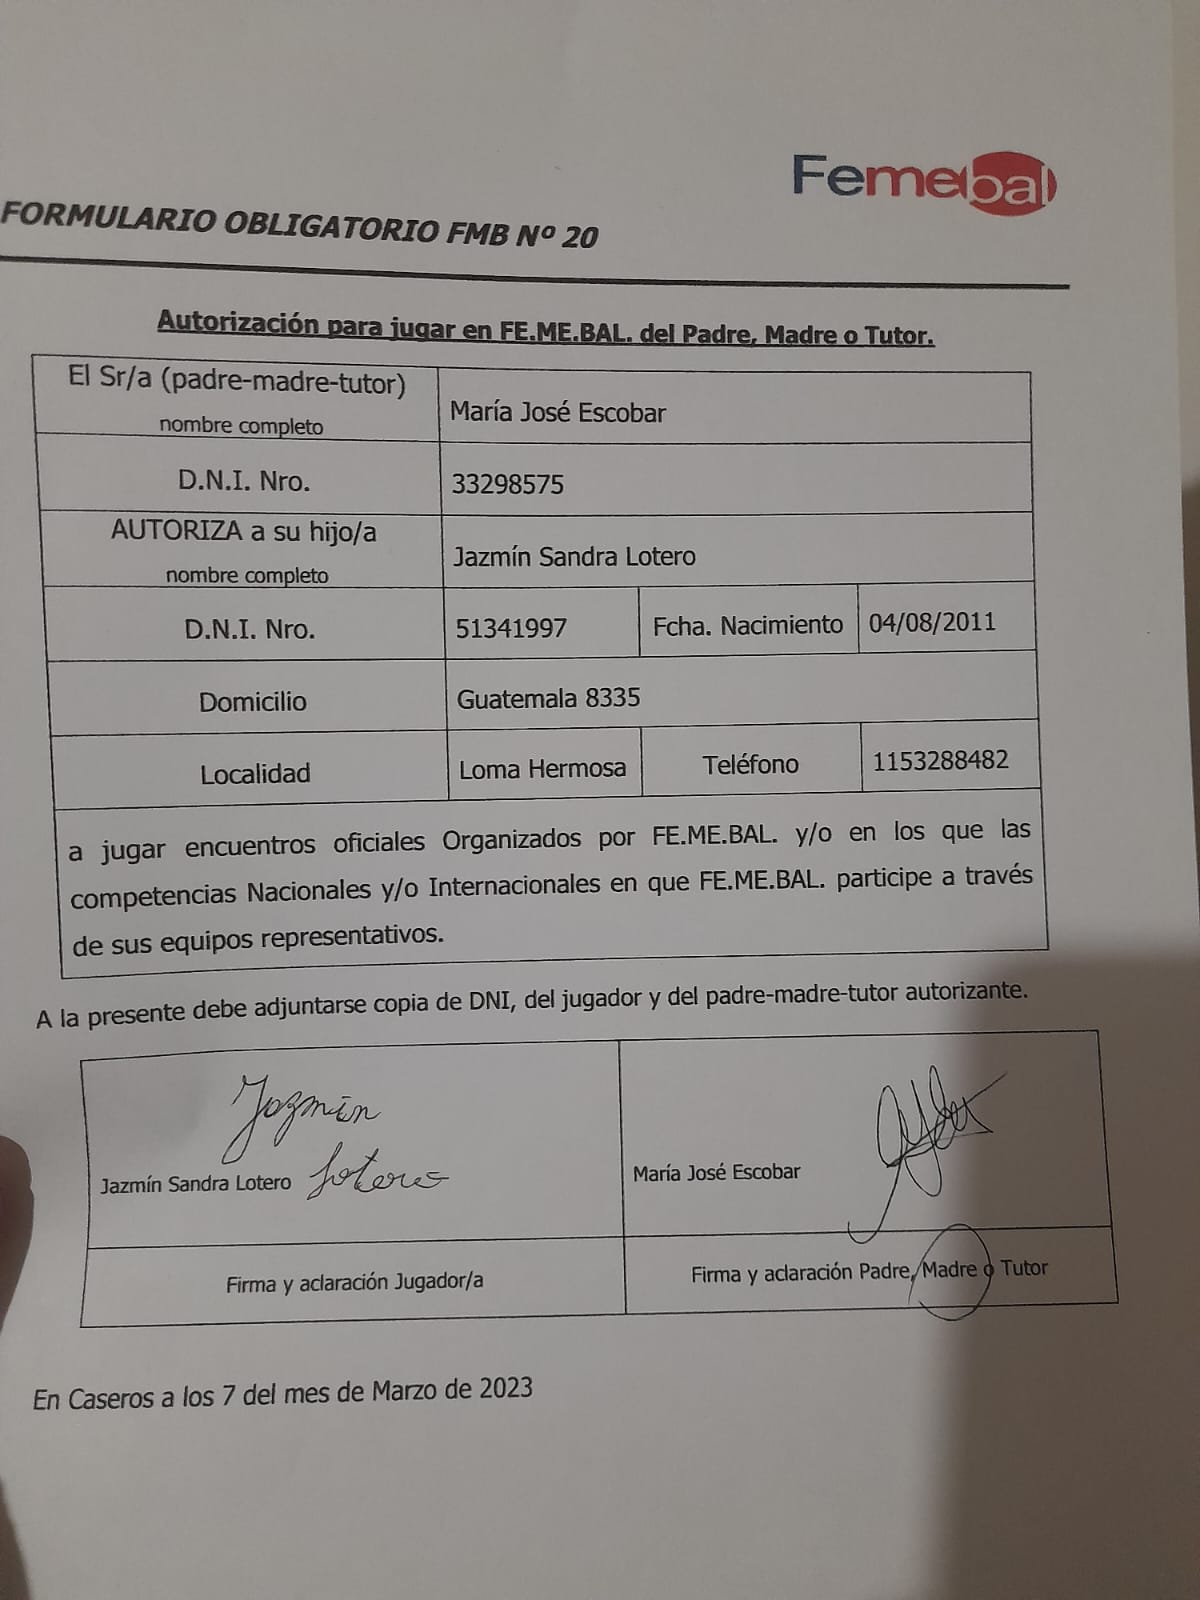 Femebal
FORMULARIO OBLIGATORIO FMB Nº 20
Autorización para jugar en FE.ME.BAL. del Padre, Madre o Tutor.
El Sr/a (padre-madre-tutor)
nombre completo
María José Escobar
D.N.I. Nro.
33298575
AUTORIZA a su hijo/a
nombre completo
Jazmín Sandra Lotero
D.N.I. Nro.
51341997
Fcha. Nacimiento
04/08/2011
Domicilio
Guatemala 8335
Localidad
Loma Hermosa
Teléfono
1153288482
a jugar encuentros oficiales Organizados por FE.ME.BAL. y/o en los que las
competencias Nacionales y/o Internacionales en que FE.ME.BAL. participe a través
de sus equipos representativos.
A la presente debe adjuntarse copia de DNI, del jugador y del padre-madre-tutor autorizante.
Jazmín
Jazmín Sandra Lotero Lotero
María José Escobar
Firma y aclaración Jugador/a
Firma y aclaración Padre, Madre o Tutor
En Caseros a los 7 del mes de Marzo de 2023